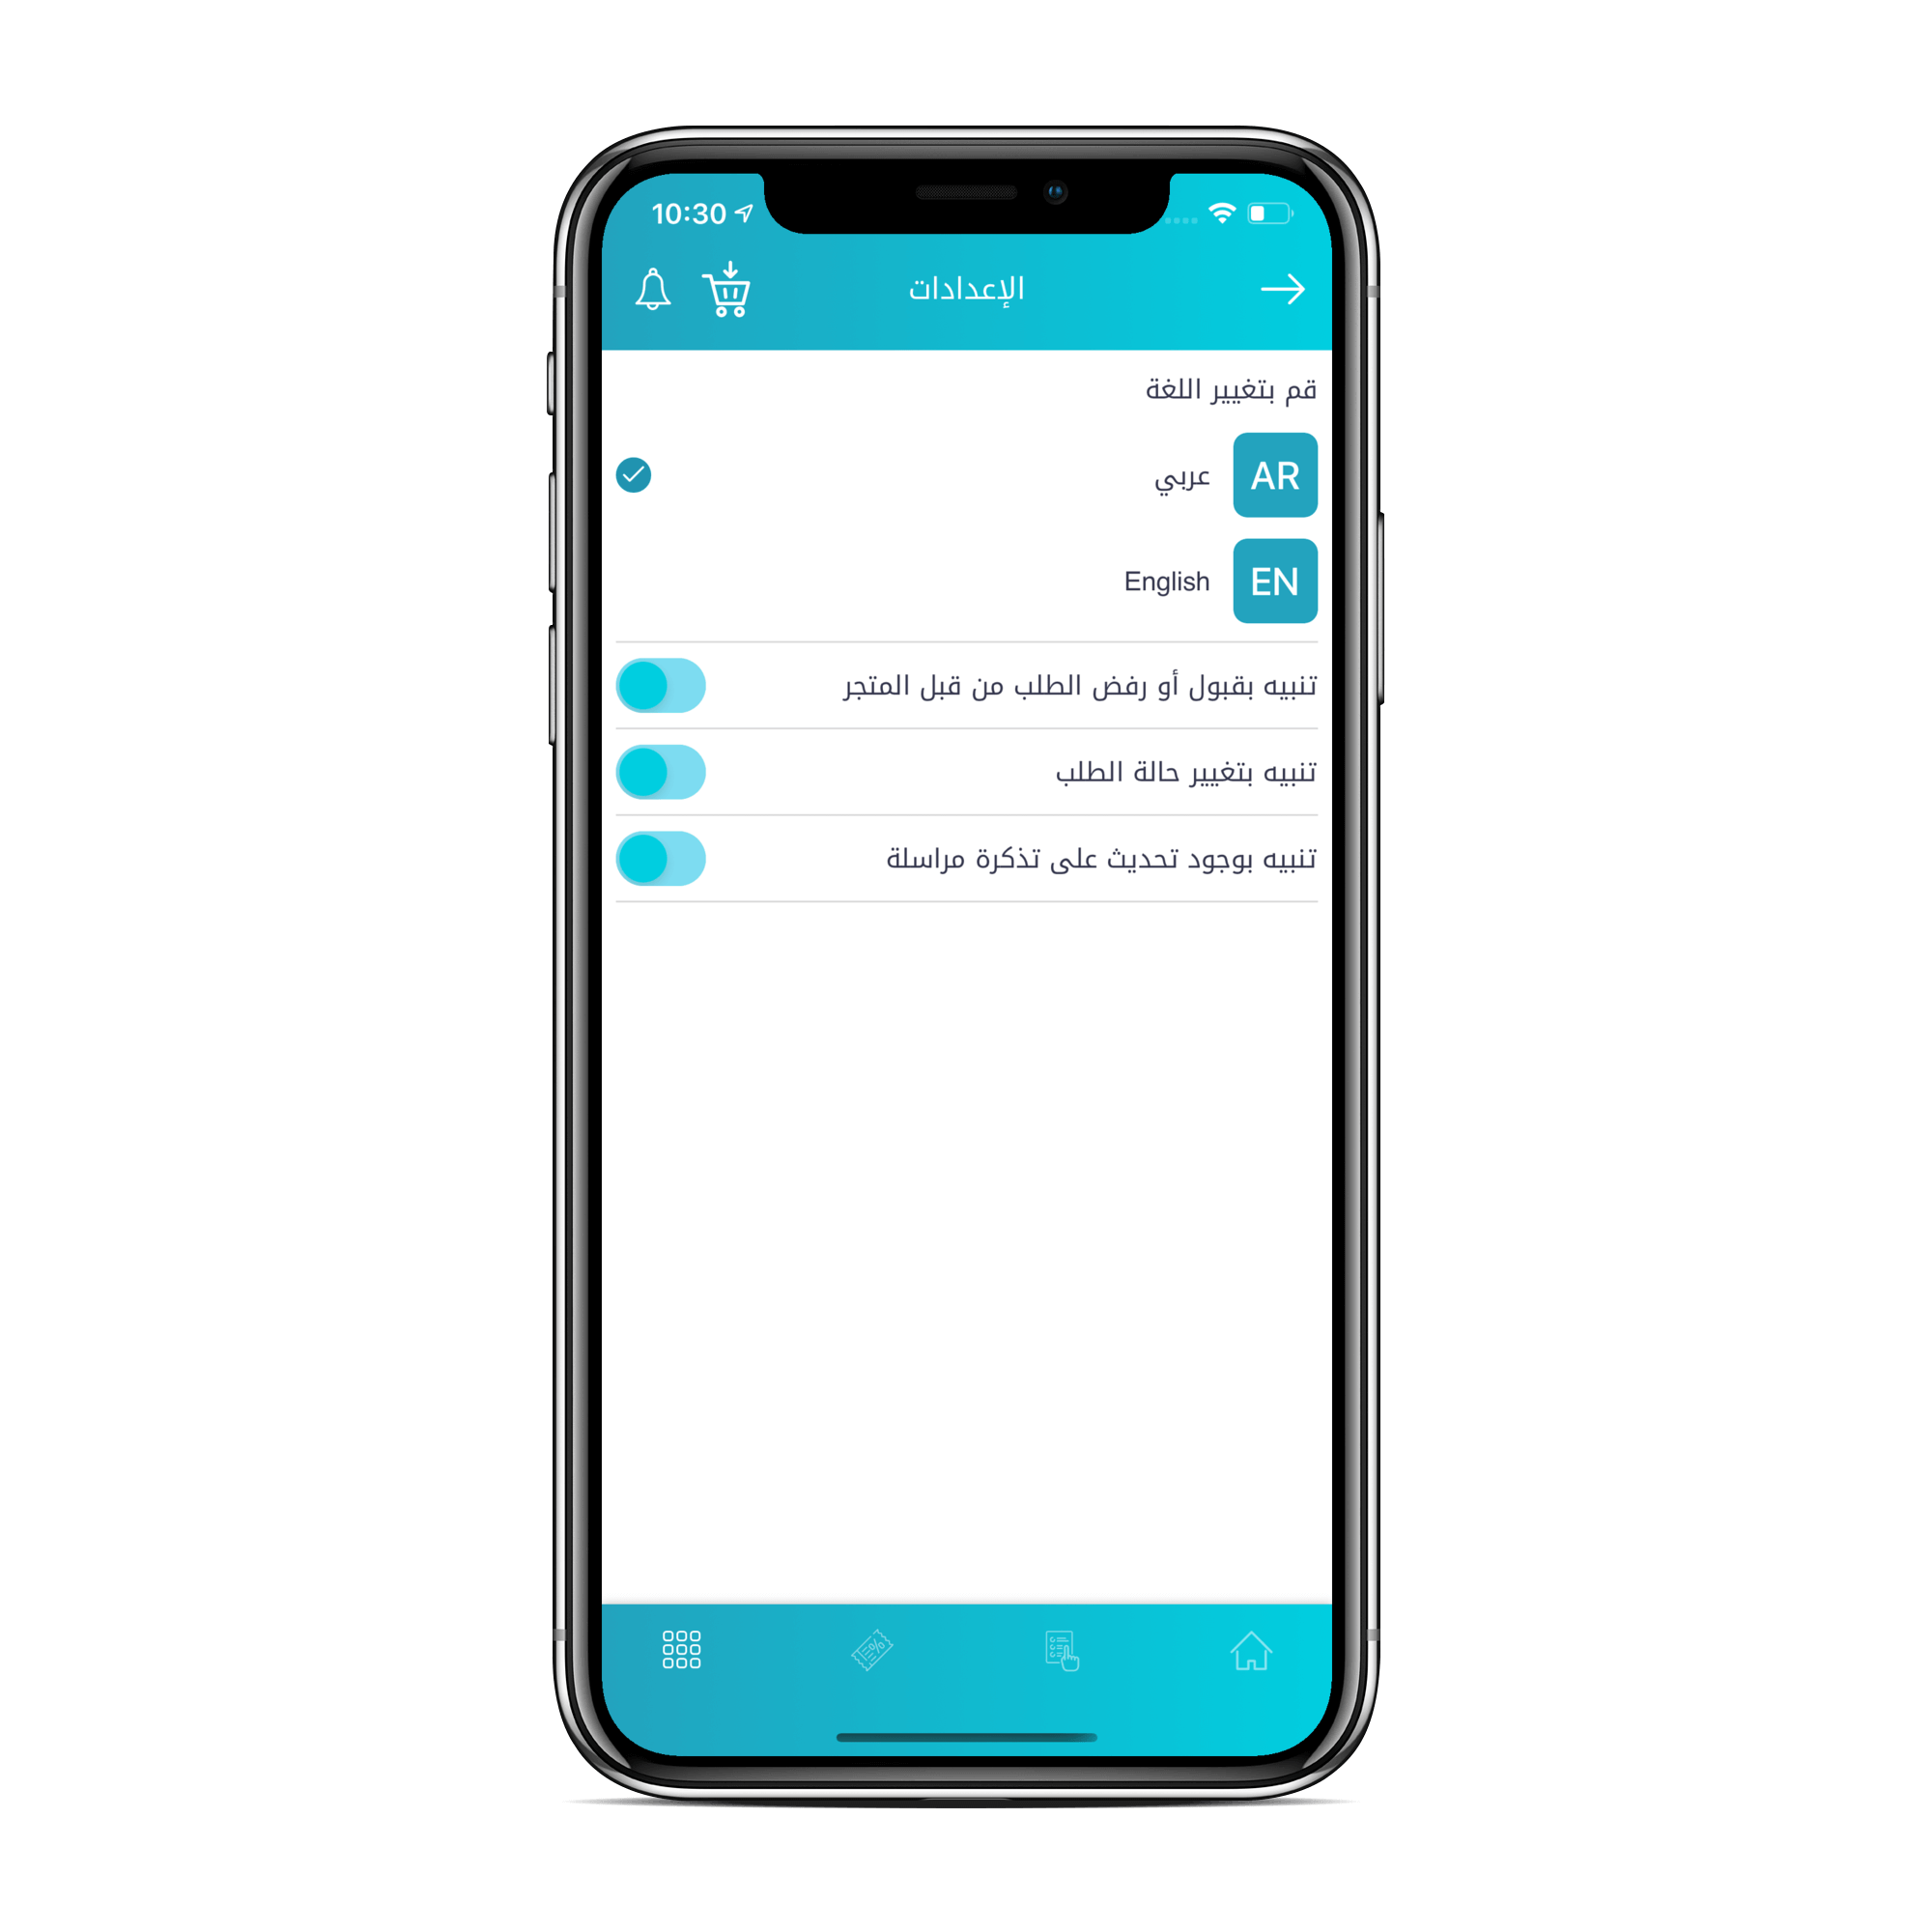 10:30
الإعدادات
قم بتغيير اللغة
AR عربي
EN English
تنبيه بقبول أو رفض الطلب من قبل المتجر
تنبيه بتغيير حالة الطلب
تنبيه بوجود تحديث على تذكرة مراسلة